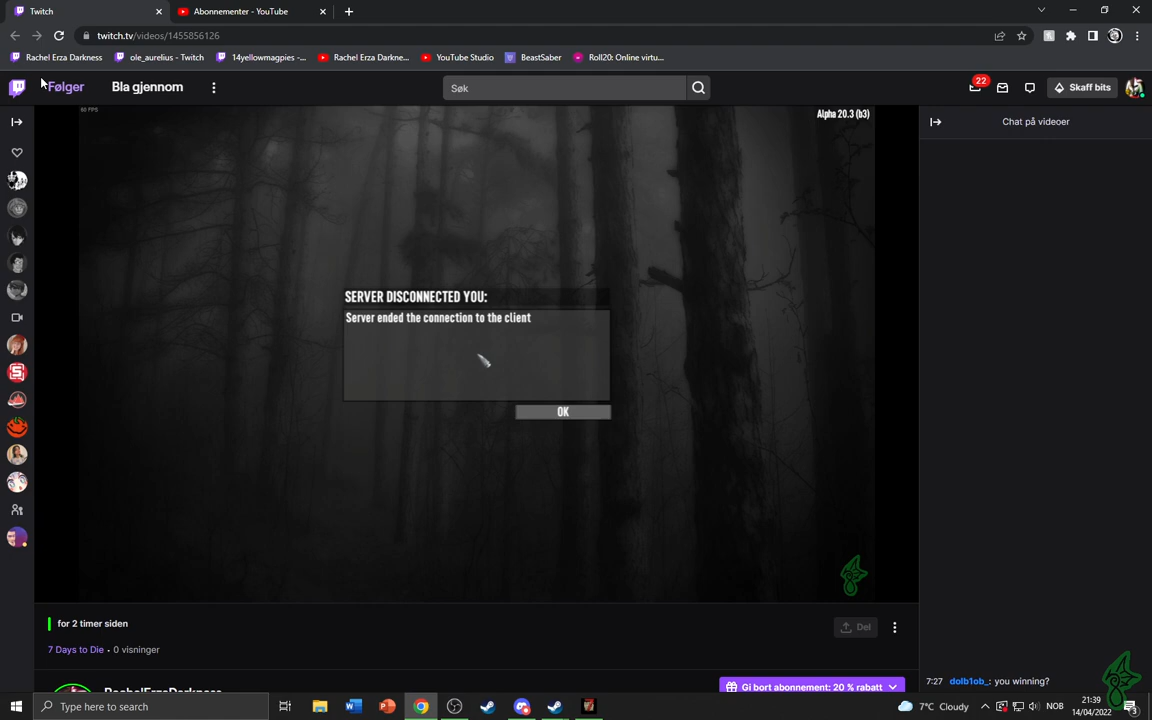 Twitch
Abonnementer - YouTube
twitch.tv/videos/1455856126
Rachel Erza Darkness
ole_aurelius - Twitch
14yellowmagpies -...
Rachel Erza Darkne...
YouTube Studio
BeastSaber
Roll20: Online virtu...
Følger
Bla gjennom
Søk
22
Skaff bits
60 FPS
Alpha 20.3 (b3)
Chat på videoer
SERVER DISCONNECTED YOU:
Server ended the connection to the client
OK
for 2 timer siden
Del
7 Days to Die • 0 visninger
RachelErzaDarkness
Gi bort abonnement: 20 % rabatt
7:27 dolb1ob_: you winning?
Type here to search
7°C Cloudy
NOB
21:39
14/04/2022
3